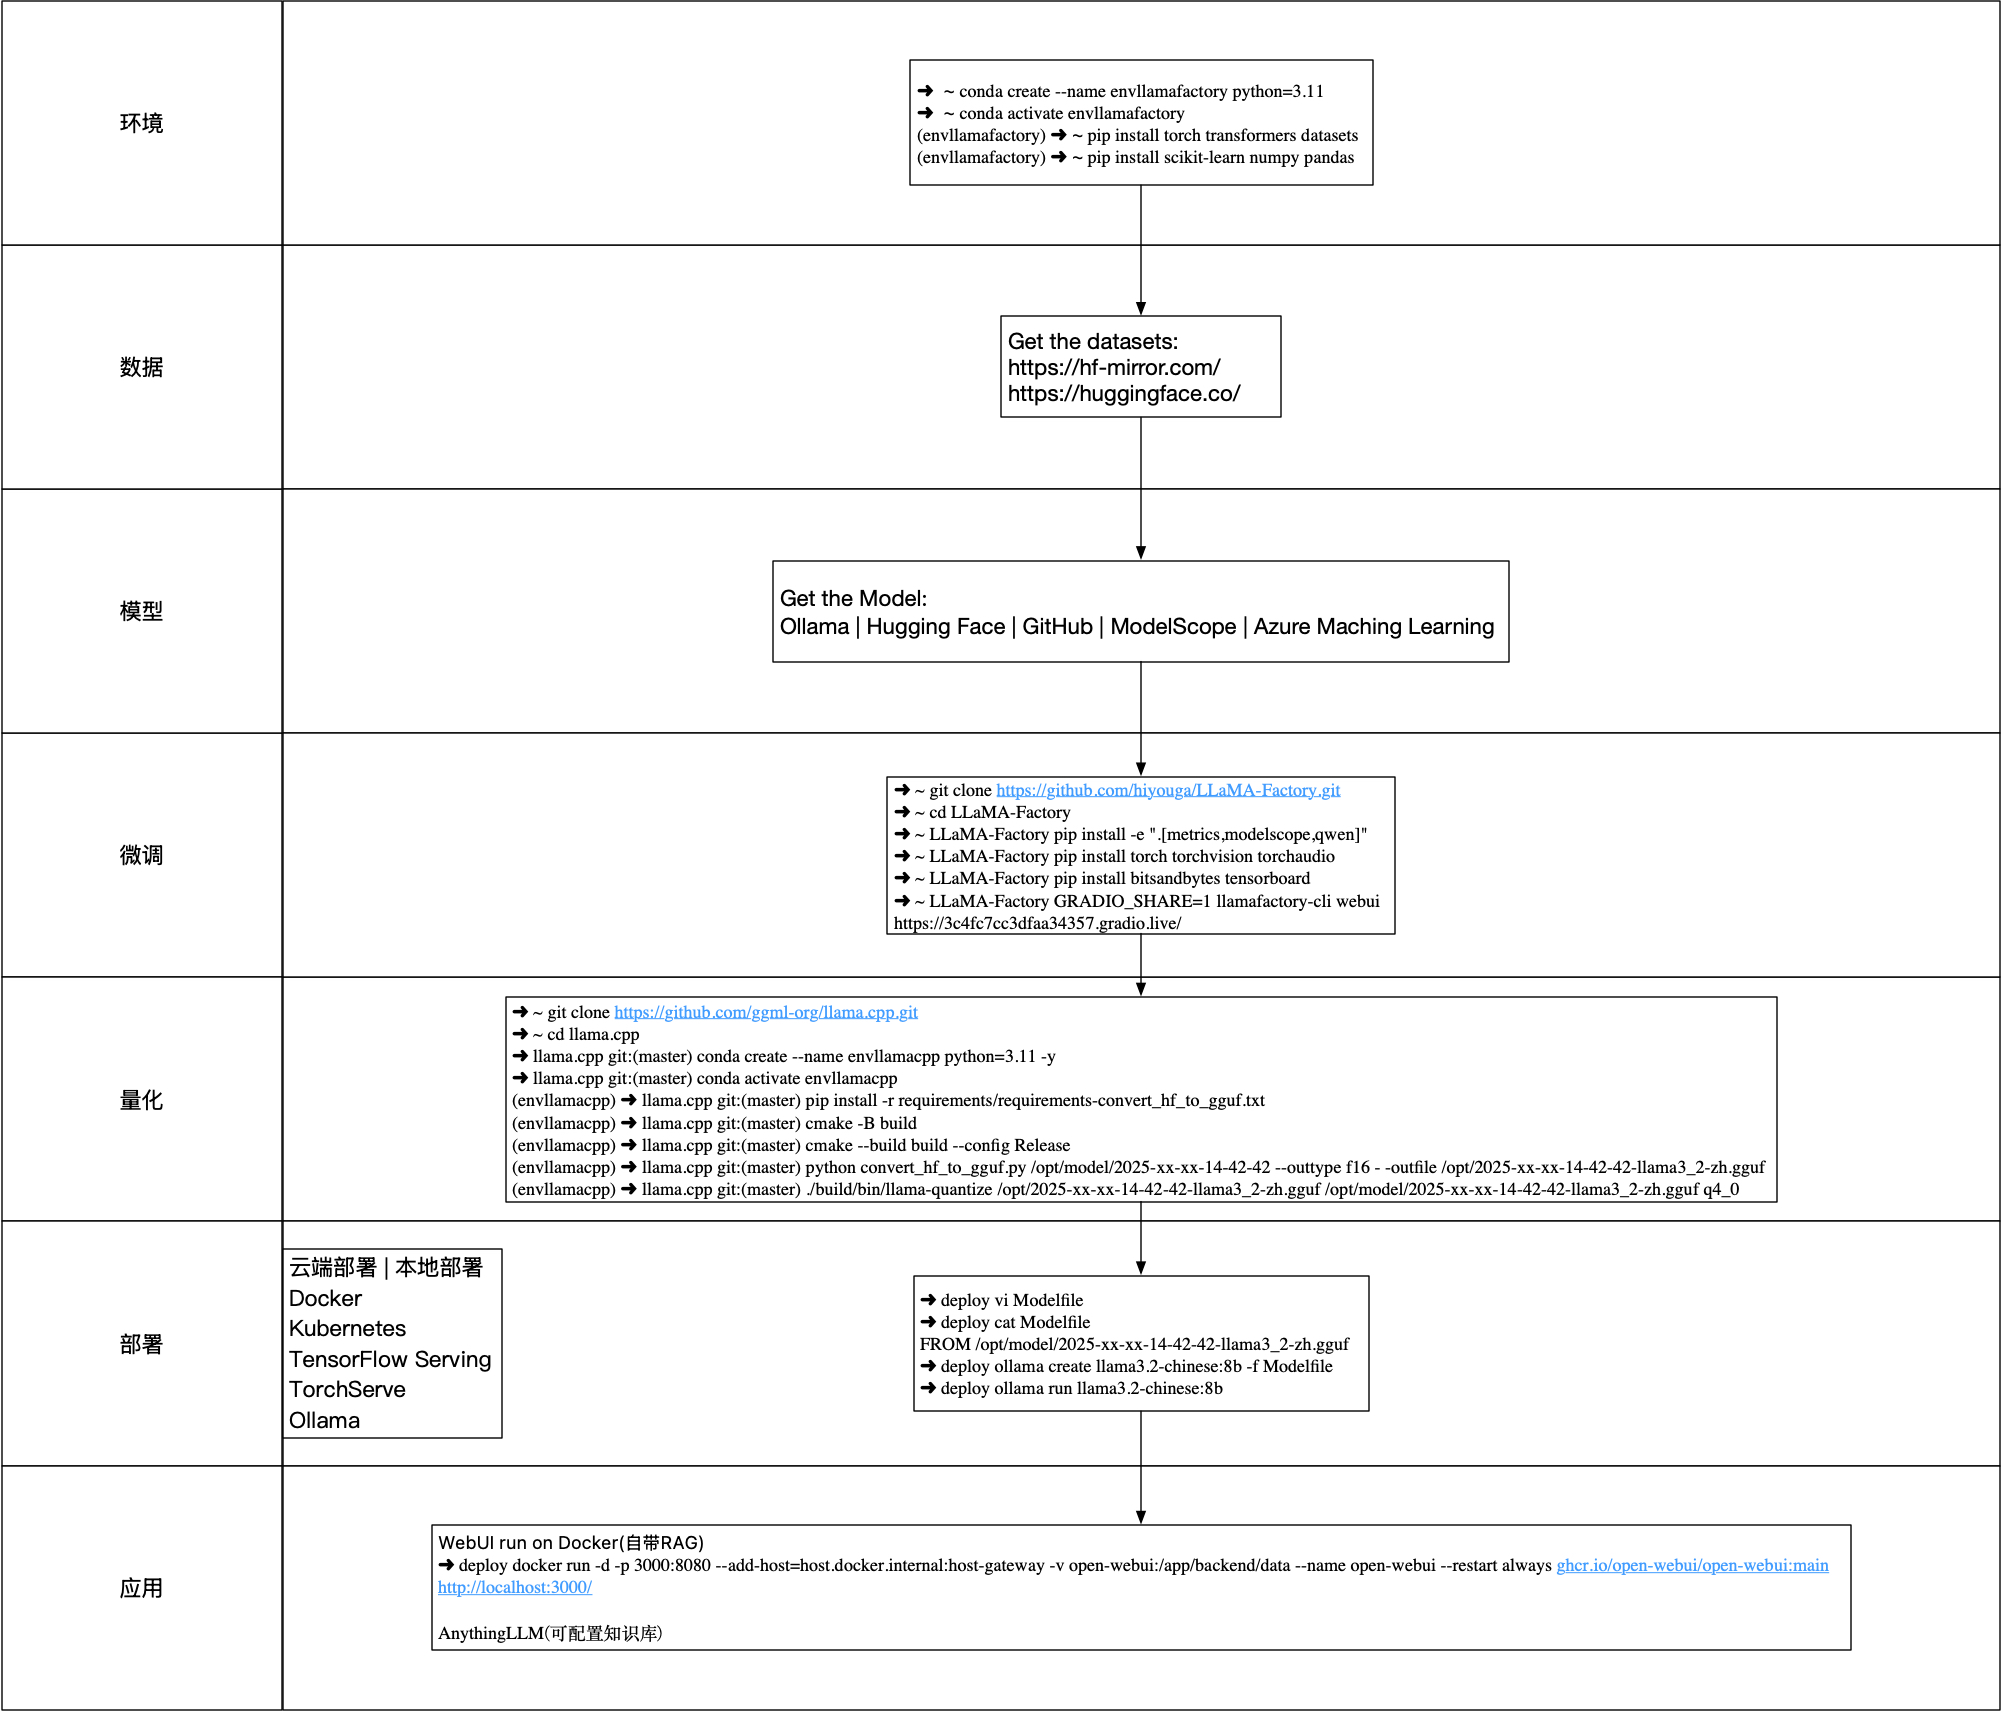 环境
➜ ~ conda create --name envllamafactory python=3.11
➜ ~ conda activate envllamafactory
(envllamafactory) ➜ ~ pip install torch transformers datasets
(envllamafactory) ➜ ~ pip install scikit-learn numpy pandas
数据
Get the datasets:
https://hf-mirror.com/
https://huggingface.co/
模型
Get the Model:
Ollama | Hugging Face | GitHub | ModelScope | Azure Maching Learning
微调
➜ ~ git clone https://github.com/hiyouga/LLaMA-Factory.git
➜ ~ cd LLaMA-Factory
➜ ~ LLaMA-Factory pip install -e ".[metrics,modelscope,qwen]"
➜ ~ LLaMA-Factory pip install torch torchvision torchaudio
➜ ~ LLaMA-Factory pip install bitsandbytes tensorboard
➜ ~ LLaMA-Factory GRADIO_SHARE=1 llamafactory-cli webui
https://3c4fc7cc3dfaa34357.gradio.live/
量化
➜ ~ git clone https://github.com/ggml-org/llama.cpp.git
➜ ~ cd llama.cpp
➜ llama.cpp git:(master) conda create --name envllamacpp python=3.11 -y
➜ llama.cpp git:(master) conda activate envllamacpp
(envllamacpp) ➜ llama.cpp git:(master) pip install -r requirements/requirements-convert_hf_to_gguf.txt
(envllamacpp) ➜ llama.cpp git:(master) cmake -B build
(envllamacpp) ➜ llama.cpp git:(master) cmake --build build --config Release
(envllamacpp) ➜ llama.cpp git:(master) python convert_hf_to_gguf.py /opt/model/2025-xx-xx-14-42-42 --outtype f16 - -outfile /opt/2025-xx-xx-14-42-42-llama3_2-zh.gguf
(envllamacpp) ➜ llama.cpp git:(master) ./build/bin/llama-quantize /opt/2025-xx-xx-14-42-42-llama3_2-zh.gguf /opt/model/2025-xx-xx-14-42-42-llama3_2-zh.gguf q4_0
部署
云端部署 | 本地部署
Docker
Kubernetes
TensorFlow Serving
TorchServe
Ollama
➜ deploy vi Modelfile
➜ deploy cat Modelfile
FROM /opt/model/2025-xx-xx-14-42-42-llama3_2-zh.gguf
➜ deploy ollama create llama3.2-chinese:8b -f Modelfile
➜ deploy ollama run llama3.2-chinese:8b
应用
WebUI run on Docker(自带RAG)
➜ deploy docker run -d -p 3000:8080 --add-host=host.docker.internal:host-gateway -v open-webui:/app/backend/data --name open-webui --restart always ghcr.io/open-webui/open-webui:main
http://localhost:3000/
AnythingLLM(可配置知识库)